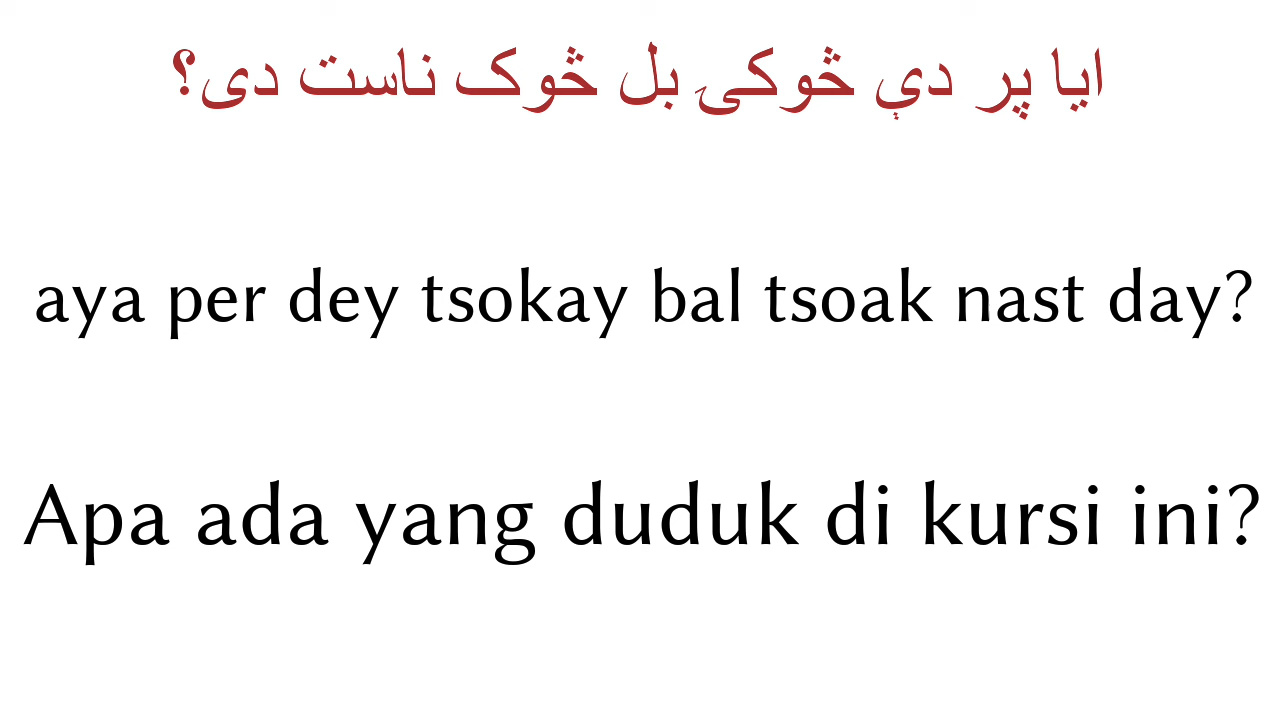 ایا پر دې څوکۍ بل څوک ناست دی؟
aya per dey tsokay bal tsoak nast day?
Apa ada yang duduk di kursi ini?